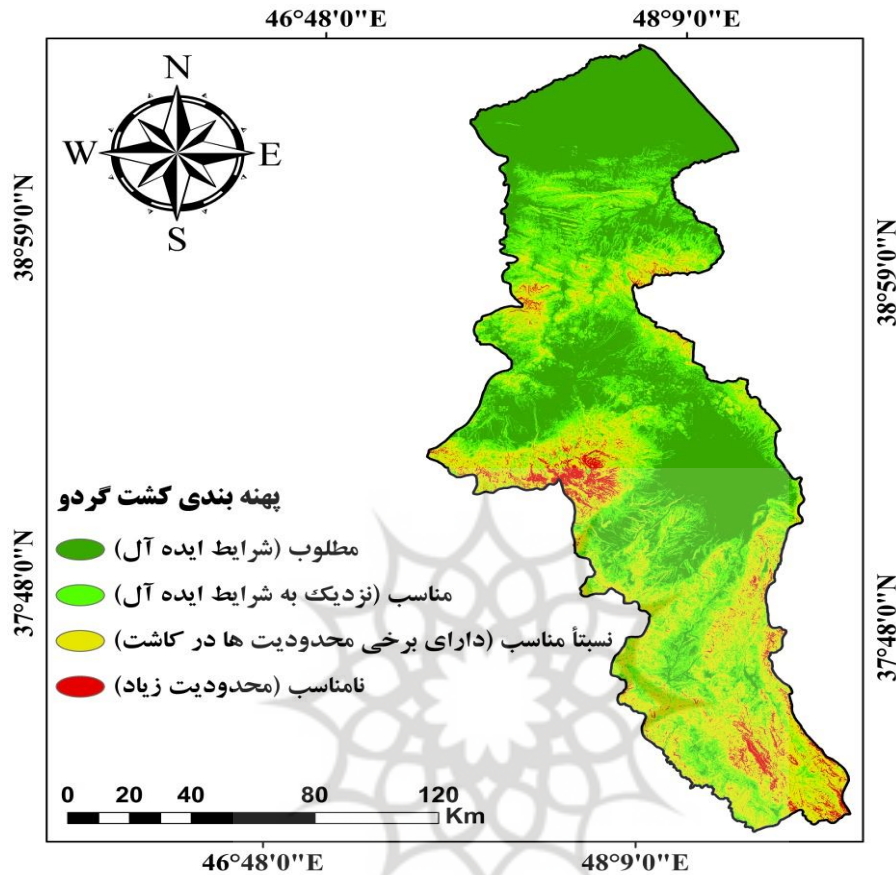 46°48'0"E 48°9'0"E
N
W E
S
38°59'0"N 38°59'0"N
پهنه بندی کشت گردو
مطلوب (شرایط ایده آل)
مناسب (نزدیک به شرایط ایده آل)
نسبتأ مناسب (دارای برخی محدودیت ها در کاشت)
نامناسب (محدودیت زیاد)
37°48'0"N 37°48'0"N
0 20 40 80 120
Km
46°48'0"E 48°9'0"E